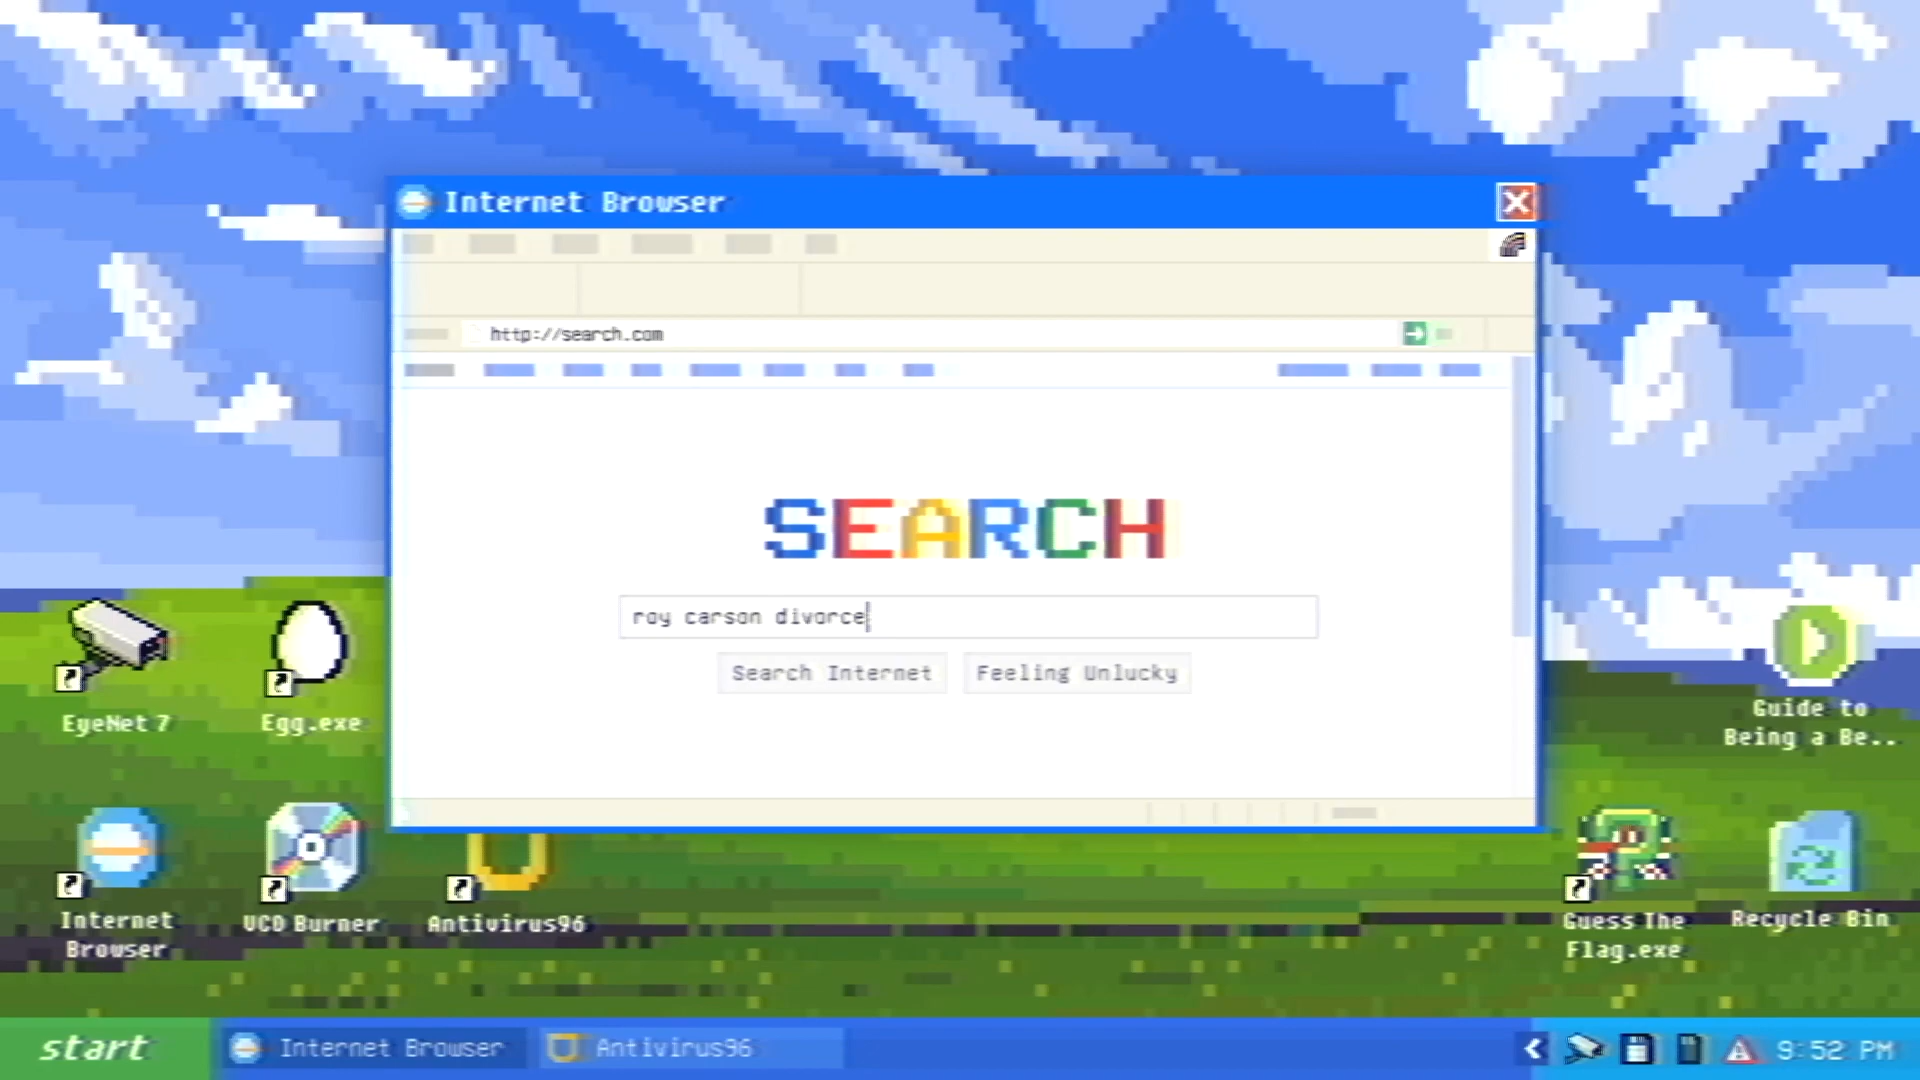 Internet Browser
http://search.com
SEARCH
roy carson divorce
Search Internet
Feeling Unlucky
EyeNet 7
Egg.exe
Guide to
Being a Be..
Internet
Browser
VCD Burner
Antivirus96
Guess The
Flag.exe
Recycle Bin
start
Internet Browser
Antivirus96
9:52 PM